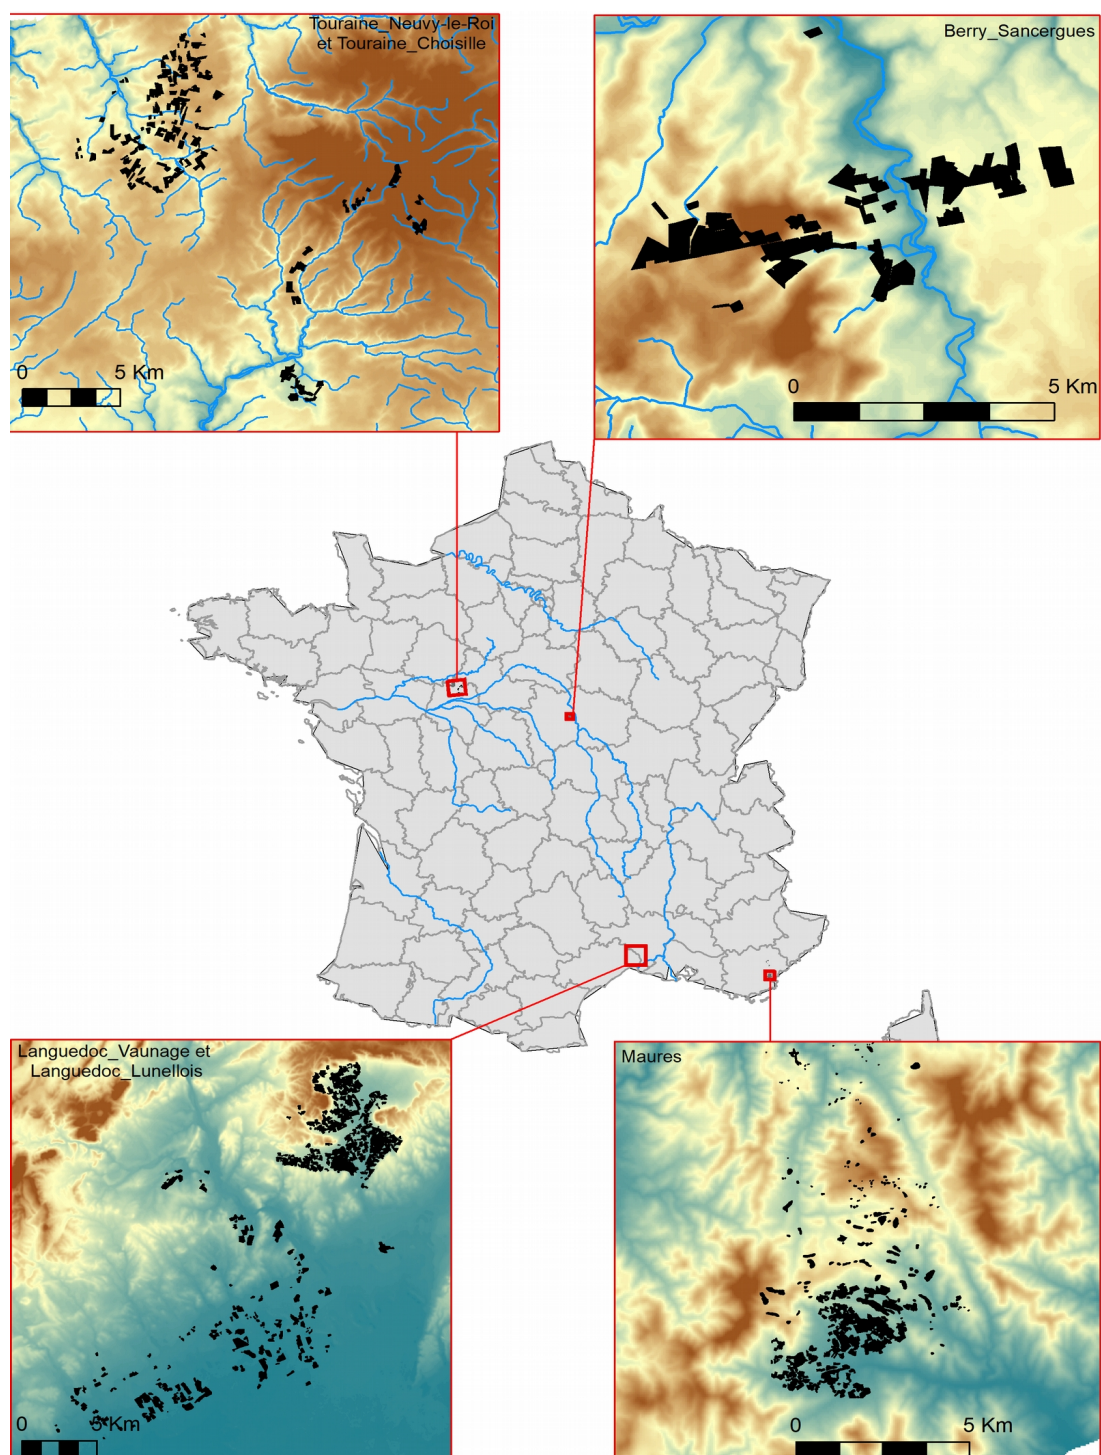 Touraine_Neuvy-le-Roi
et Touraine_Choisille
0 5 Km
Berry_Sancergues
0 5 Km
Languedoc_Vaunage et
Languedoc_Lunellois
0 5 Km
Maures
0 5 Km